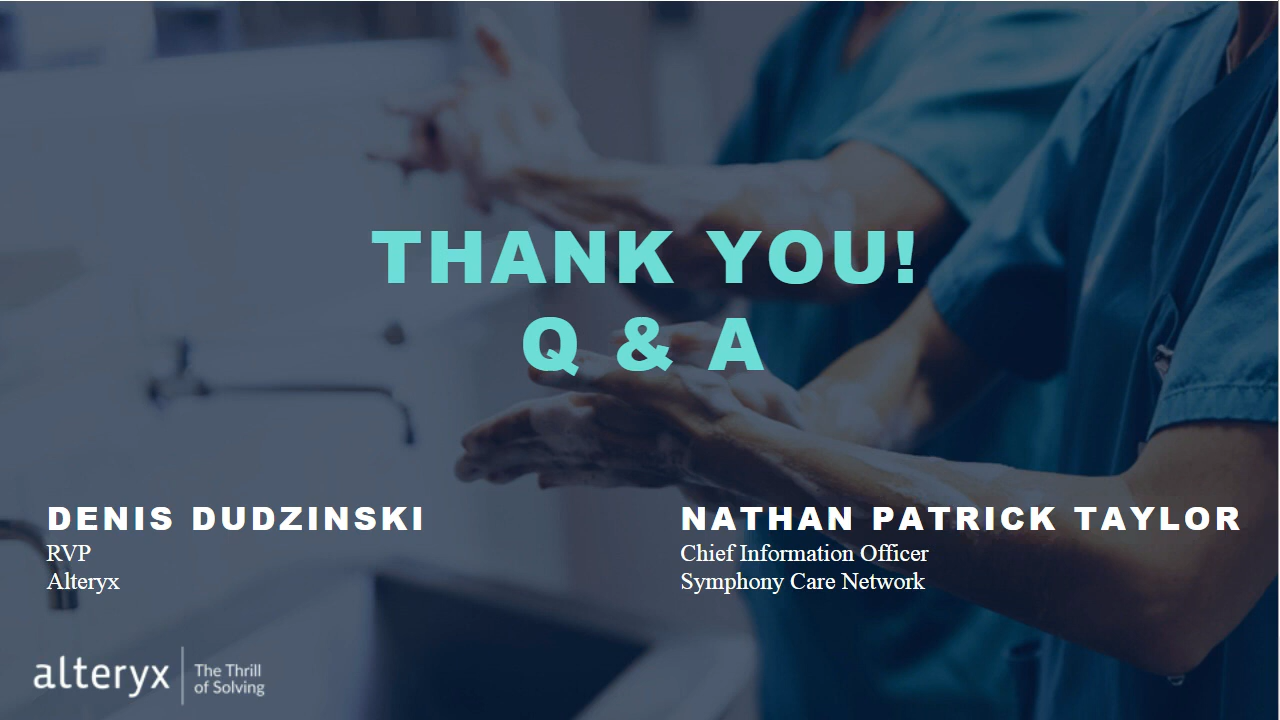 THANK YOU!
Q & A
DENIS DUDZINSKI
RVP
Alteryx
NATHAN PATRICK TAYLOR
Chief Information Officer
Symphony Care Network
alteryx
The Thrill
of Solving